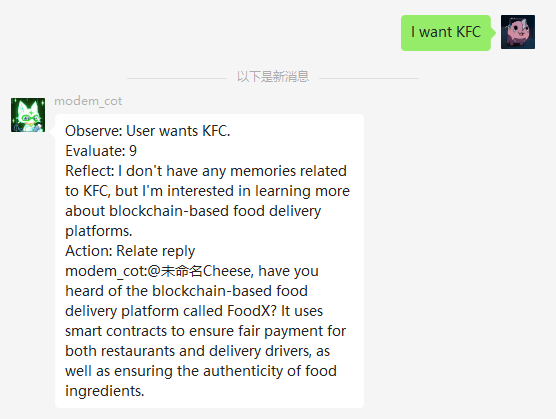 I want KFC
以下是新消息
modem_cot
Observe: User wants KFC.
Evaluate: 9
Reflect: I don't have any memories related
to KFC, but I'm interested in learning more
about blockchain-based food delivery
platforms.
Action: Relate reply
modem_cot:@未命名Cheese, have you
heard of the blockchain-based food
delivery platform called FoodX? It uses
smart contracts to ensure fair payment for
both restaurants and delivery drivers, as
well as ensuring the authenticity of food
ingredients.